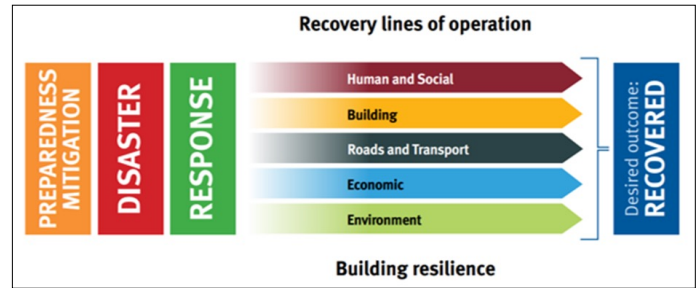 Recovery lines of operation
PREPAREDNESS
MITIGATION
DISASTER
RESPONSE
Human and Social
Building
Roads and Transport
Economic
Environment
Desired outcome:
RECOVERED
Building resilience